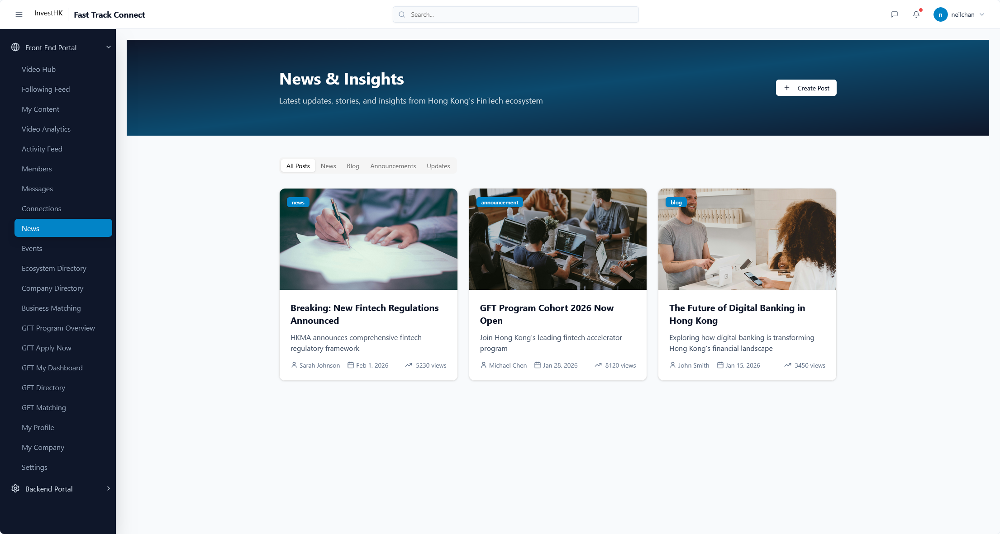 InvestHK
Fast Track Connect
Search...
n
neilchan
Front End Portal
Video Hub
Following Feed
My Content
Video Analytics
Activity Feed
Members
Messages
Connections
News
Events
Ecosystem Directory
Company Directory
Business Matching
GFT Program Overview
GFT Apply Now
GFT My Dashboard
GFT Directory
GFT Matching
My Profile
My Company
Settings
Backend Portal
News & Insights
Latest updates, stories, and insights from Hong Kong's FinTech ecosystem
Create Post
All Posts
News
Blog
Announcements
Updates
news
Breaking: New Fintech Regulations
Announced
HKMA announces comprehensive fintech
regulatory framework
Sarah Johnson
Feb 1, 2026
5230 views
announcement
GFT Program Cohort 2026 Now
Open
Join Hong Kong's leading fintech accelerator
program
Michael Chen
Jan 28, 2026
8120 views
blog
The Future of Digital Banking in
Hong Kong
Exploring how digital banking is transforming
Hong Kong's financial landscape
John Smith
Jan 15, 2026
3450 views